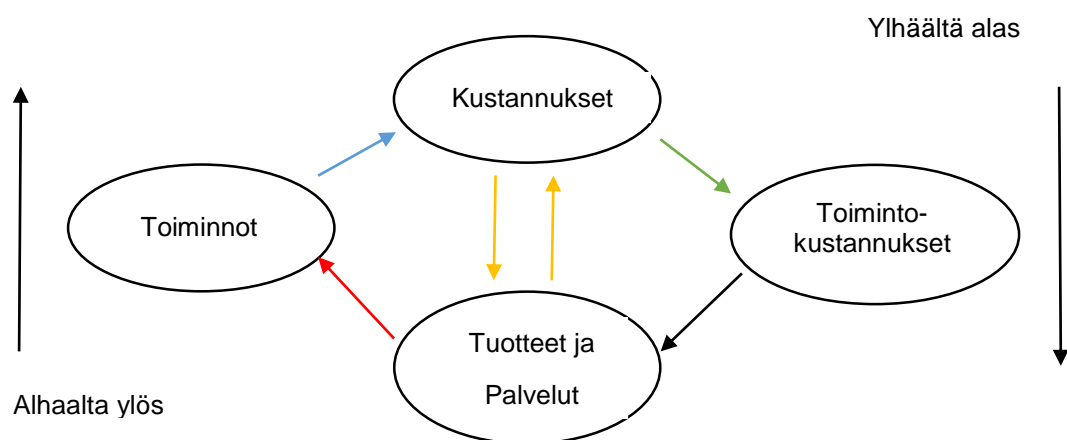 Ylhäältä alas
Kustannukset
Toiminnot
Toiminto-
kustannukset
Tuotteet ja
Palvelut
Alhaalta ylös